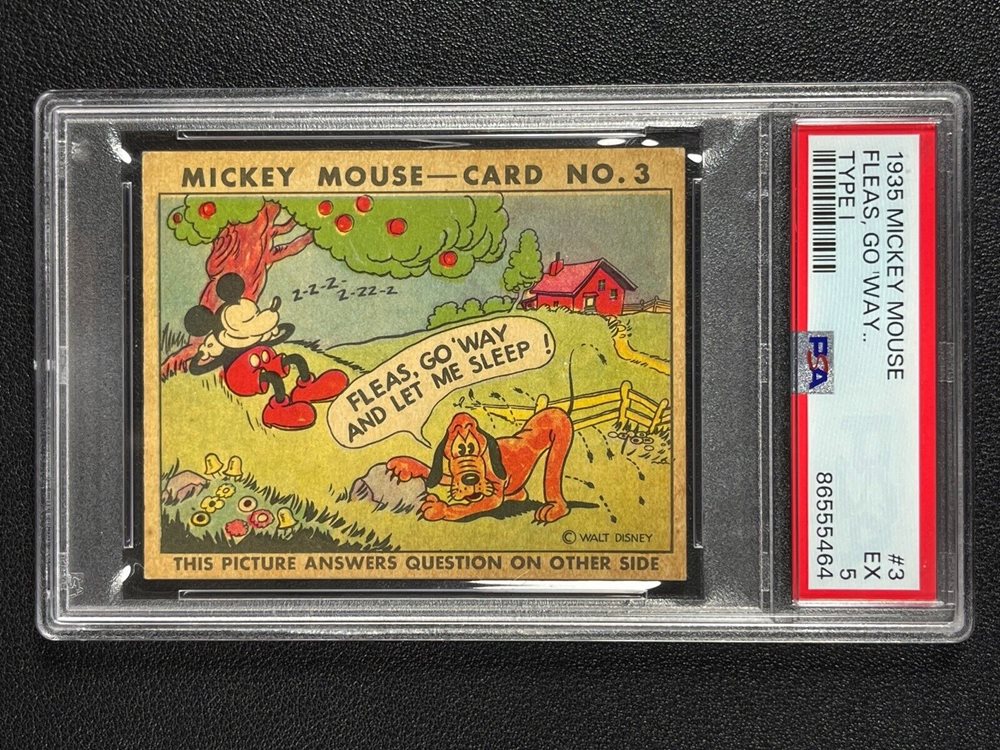 MICKEY MOUSE—CARD NO. 3
Z-Z-Z-
Z-ZZ-Z
FLEAS, GO 'WAY
AND LET ME SLEEP !
© WALT DISNEY
THIS PICTURE ANSWERS QUESTION ON OTHER SIDE
1935 MICKEY MOUSE
FLEAS, GO 'WAY..
TYPE I
PSA
#3
EX
5
86555464